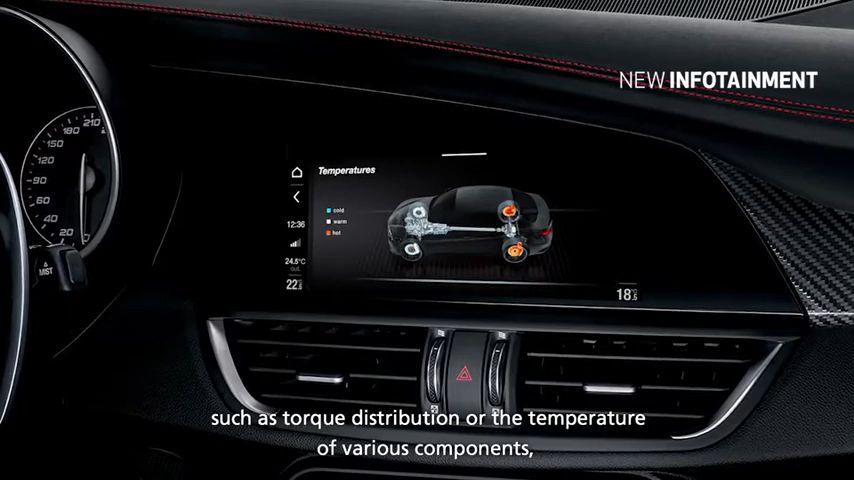 NEW INFOTAINMENT
210
180
150
120
90
60
40
20
MIST
Temperatures
cold
warm
hot
12:36
24.5°C
out.
22
18°C
.5
such as torque distribution or the temperature
of various components,